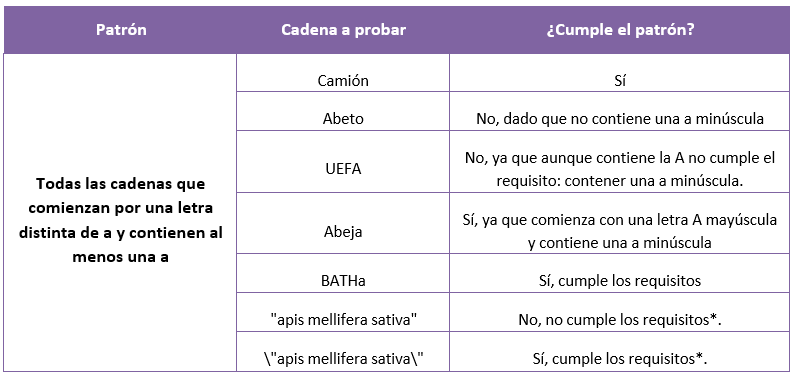 Patrón
Cadena a probar
¿Cumple el patrón?
Todas las cadenas que
comienzan por una letra
distinta de a y contienen al
menos una a
Camión
Sí
Abeto
No, dado que no contiene una a minúscula
UEFA
No, ya que aunque contiene la A no cumple el
requisito: contener una a minúscula.
Abeja
Sí, ya que comienza con una letra A mayúscula
y contiene una a minúscula
BATHa
Sí, cumple los requisitos
"apis mellifera sativa"
No, no cumple los requisitos*.
\"apis mellifera sativa\"
Sí, cumple los requisitos*.